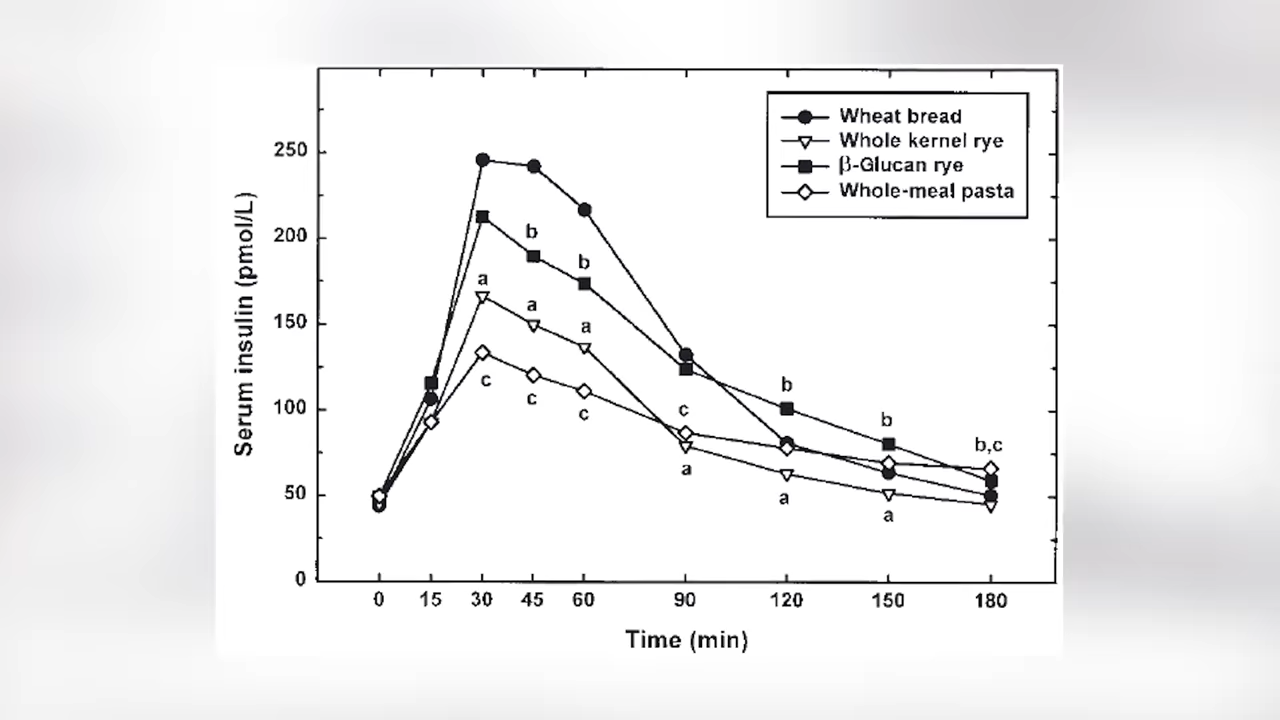 Wheat bread
Whole kernel rye
β-Glucan rye
Whole-meal pasta
Serum insulin (pmol/L)
250
200
150
100
50
0
b
b
a
a
a
c
c
c
c
a
b
a
b
a
b,c
0 15 30 45 60 90 120 150 180
Time (min)